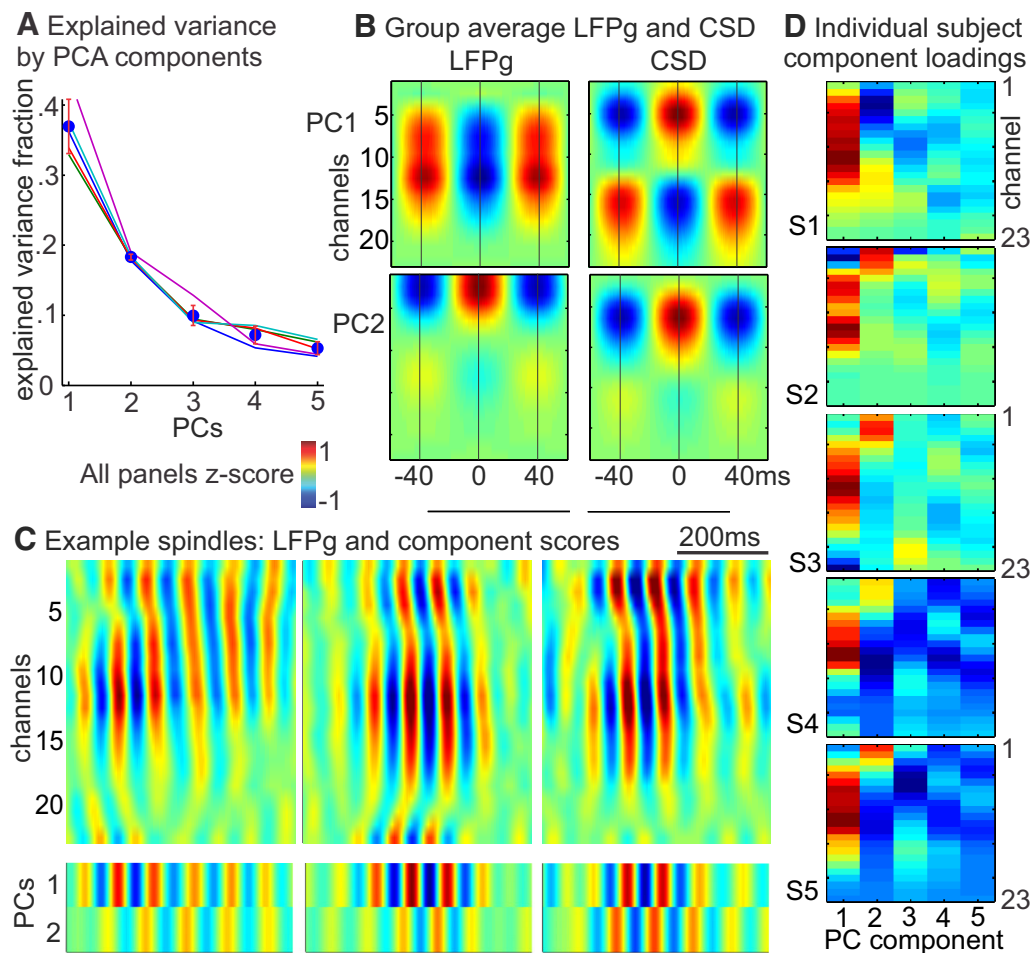 A Explained variance
by PCA components
explained variance fraction
.4
.3
.2
.1
0
1 2 3 4 5
PCs
All panels z-score
1
-1
B Group average LFPg and CSD
LFPg CSD
PC1
channels
5
10
15
20
PC2
-40 0 40 -40 0 40ms
C Example spindles: LFPg and component scores
200ms
channels
5
10
15
20
PCs
1
2
D Individual subject
component loadings
1
channel
S1 23
S2
1
S3 23
S4
1
S5 23
1 2 3 4 5
PC component